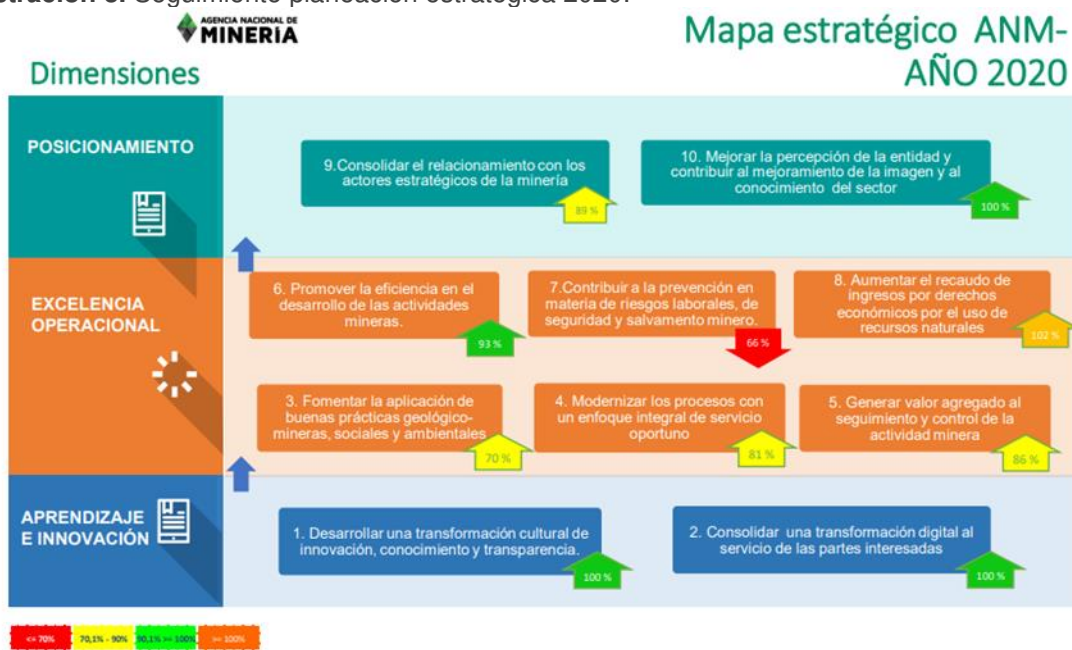 Seguimiento planeación estratégica 2020.
AGENCIA NACIONAL DE
MINERÍA
Mapa estratégico ANM-
AÑO 2020
Dimensiones
POSICIONAMIENTO
9.Consolidar el relacionamiento con los
actores estratégicos de la minería
89 %
10. Mejorar la percepción de la entidad y
contribuir al mejoramiento de la imagen y al
conocimiento del sector
100 %
EXCELENCIA
OPERACIONAL
6. Promover la eficiencia en el
desarrollo de las actividades
mineras.
93 %
7.Contribuir a la prevención en
materia de riesgos laborales, de
seguridad y salvamento minero.
66 %
8. Aumentar el recaudo de
ingresos por derechos
económicos por el uso de
recursos naturales
102 %
3. Fomentar la aplicación de
buenas prácticas geológico-
mineras, sociales y ambientales
70 %
4. Modernizar los procesos con
un enfoque integral de servicio
oportuno
81 %
5. Generar valor agregado al
seguimiento y control de la
actividad minera
86 %
APRENDIZAJE
E INNOVACIÓN
1. Desarrollar una transformación cultural de
innovación, conocimiento y transparencia.
100 %
2. Consolidar una transformación digital al
servicio de las partes interesadas
100 %
<= 70%
70,1% - 90%
90,1% >= 100%
>= 100%